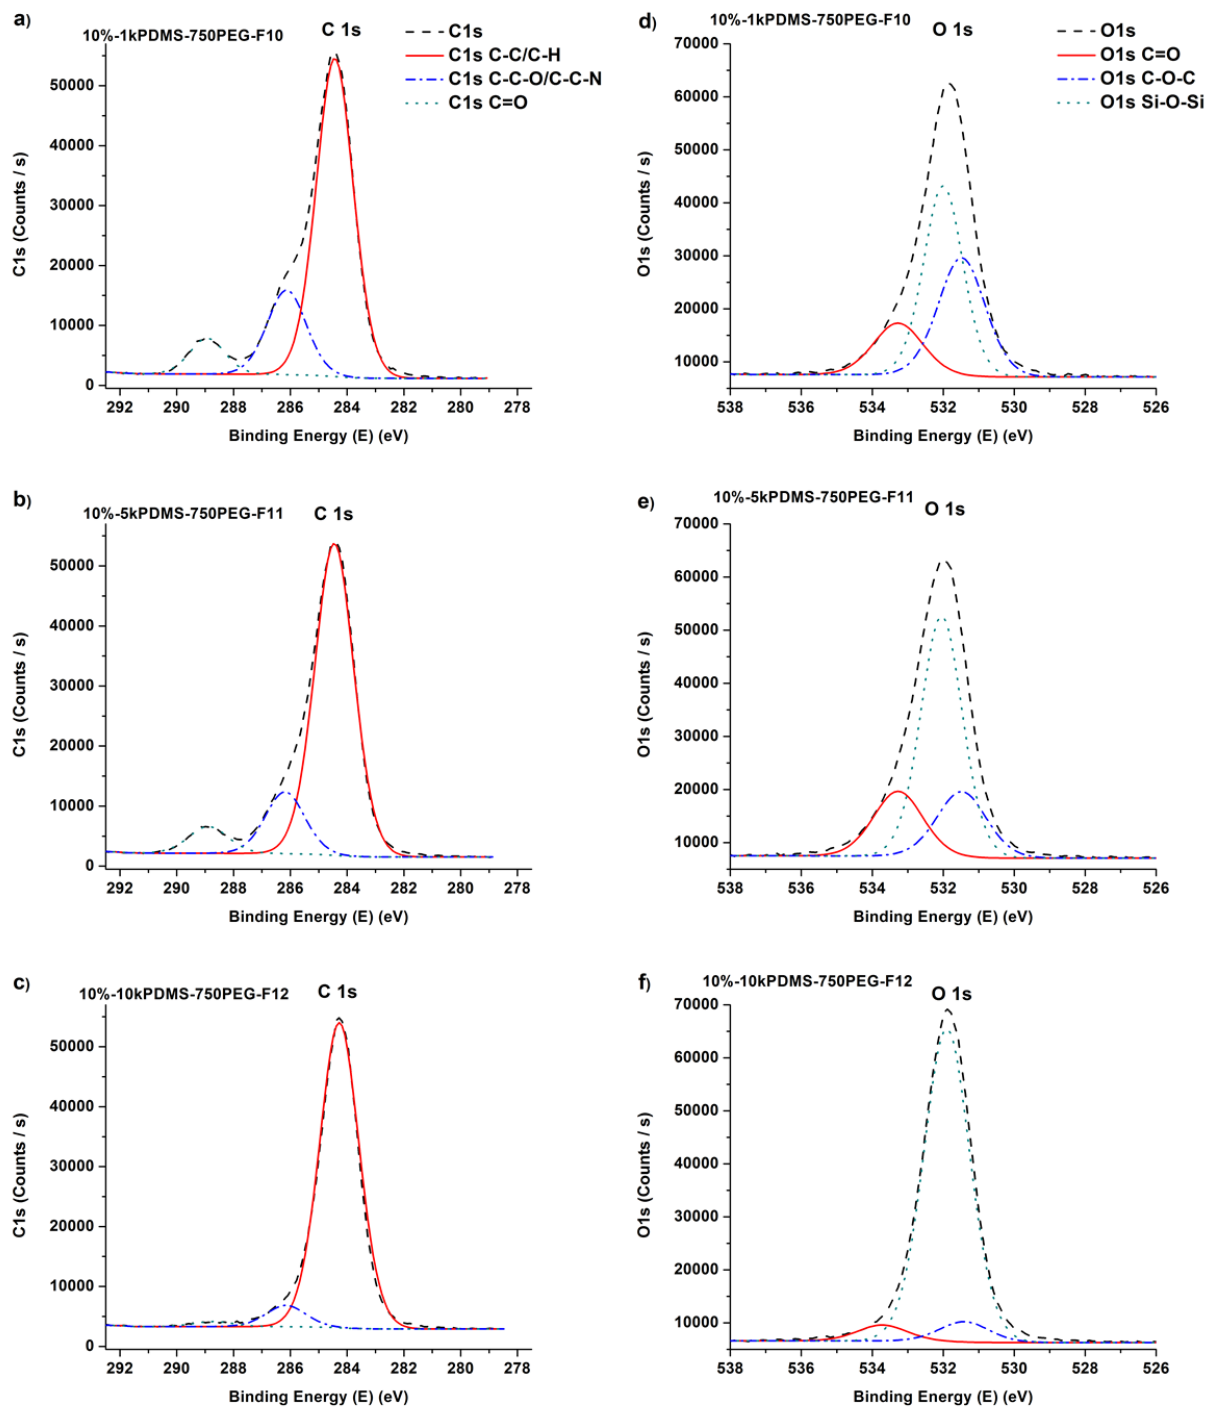 a)
10%-1kPDMS-750PEG-F10
C 1s
C1s
C1s C-C/C-H
C1s C-C-O/C-C-N
C1s C=O
C1s (Counts / s)
50000
40000
30000
20000
10000
0
292 290 288 286 284 282 280 278
Binding Energy (E) (eV)
d)
10%-1kPDMS-750PEG-F10
O 1s
O1s
O1s C=O
O1s C-O-C
O1s Si-O-Si
O1s (Counts / s)
70000
60000
50000
40000
30000
20000
10000
538 536 534 532 530 528 526
Binding Energy (E) (eV)
b)
10%-5kPDMS-750PEG-F11
C 1s
C1s (Counts / s)
50000
40000
30000
20000
10000
0
292 290 288 286 284 282 280 278
Binding Energy (E) (eV)
e)
10%-5kPDMS-750PEG-F11
O 1s
O1s (Counts / s)
70000
60000
50000
40000
30000
20000
10000
538 536 534 532 530 528 526
Binding Energy (E) (eV)
c)
10%-10kPDMS-750PEG-F12
C 1s
C1s (Counts / s)
50000
40000
30000
20000
10000
0
292 290 288 286 284 282 280 278
Binding Energy (E) (eV)
f)
10%-10kPDMS-750PEG-F12
O 1s
O1s (Counts / s)
70000
60000
50000
40000
30000
20000
10000
538 536 534 532 530 528 526
Binding Energy (E) (eV)